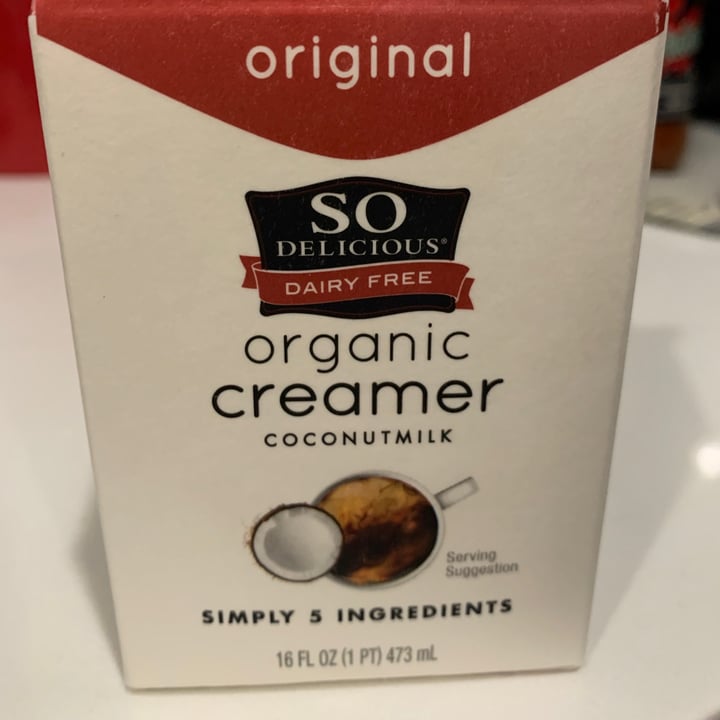 original
SO
DELICIOUS®
DAIRY FREE
organic
creamer
COCONUTMILK
Serving
Suggestion
SIMPLY 5 INGREDIENTS
16 FL OZ (1 PT) 473 mL